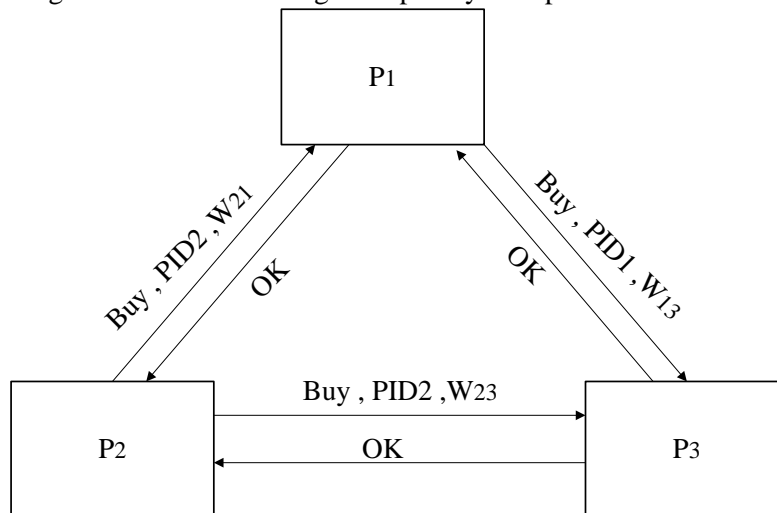 P1
Buy , PID2 ,W21
OK
OK
Buy , PID1 ,W13
Buy , PID2 ,W23
P2
OK
P3